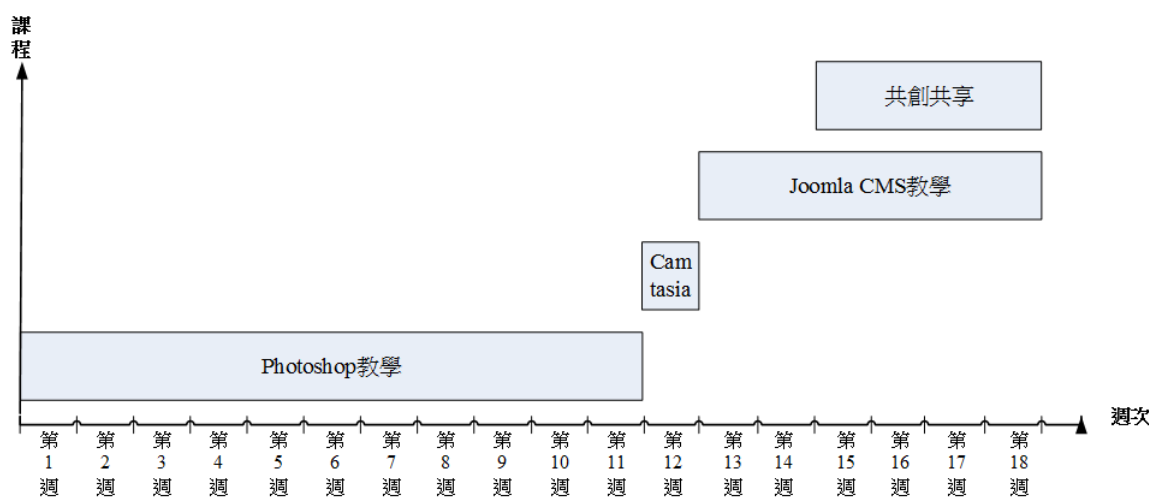 課
程
共創共享
Joomla CMS教學
Cam
tasia
Photoshop教學
週次
第 第 第 第 第 第 第 第 第 第 第 第 第 第 第 第 第 第
1 2 3 4 5 6 7 8 9 10 11 12 13 14 15 16 17 18
週 週 週 週 週 週 週 週 週 週 週 週 週 週 週 週 週 週